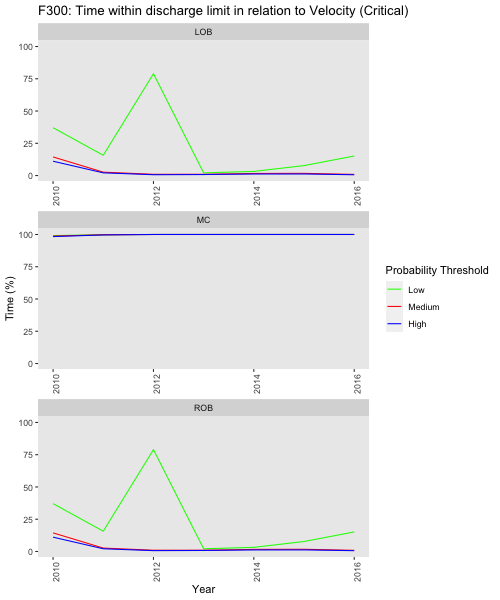 F300: Time within discharge limit in relation to Velocity (Critical)
LOB
100
75
50
25
0
2010
2012
2014
2016
MC
100
75
50
25
0
2010
2012
2014
2016
ROB
100
75
50
25
0
2010
2012
2014
2016
Time (%)
Year
Probability Threshold
Low
Medium
High